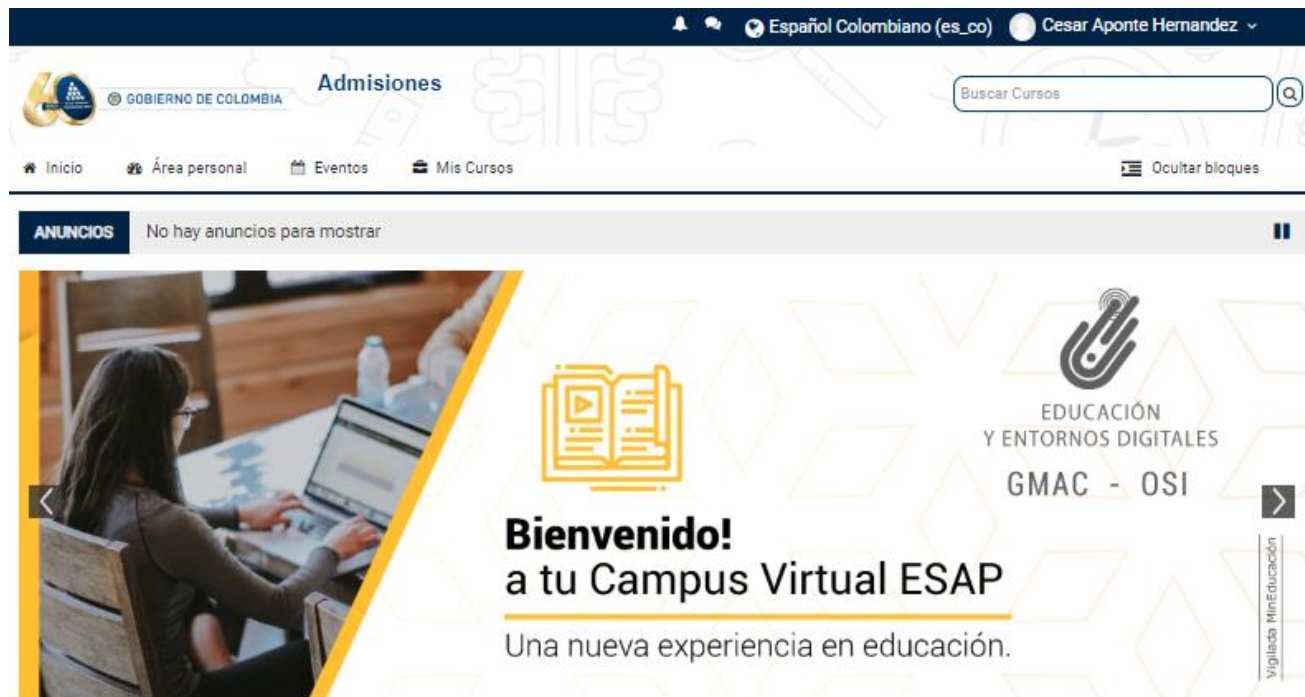 Español Colombiano (es_co) Cesar Aponte Hernandez
60 GOBIERNO DE COLOMBIA Admisiones Buscar Cursos
Inicio Área personal Eventos Mis Cursos Ocultar bloques
ANUNCIOS No hay anuncios para mostrar
EDUCACIÓN
Y ENTORNOS DIGITALES
GMAC - OSI
Bienvenido!
a tu Campus Virtual ESAP
Una nueva experiencia en educación.
Vigilada MinEducación